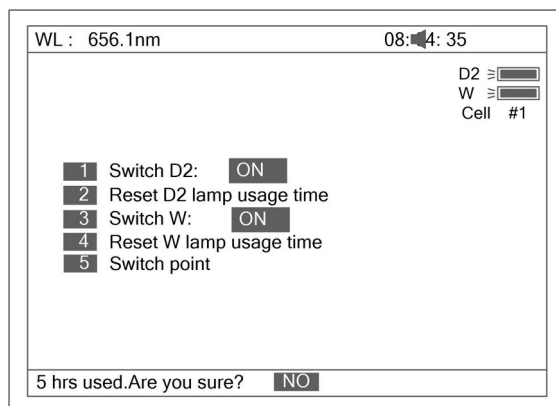 WL : 656.1nm 08: 4: 35
D2
W
Cell #1
1 Switch D2: ON
2 Reset D2 lamp usage time
3 Switch W: ON
4 Reset W lamp usage time
5 Switch point
5 hrs used.Are you sure? NO